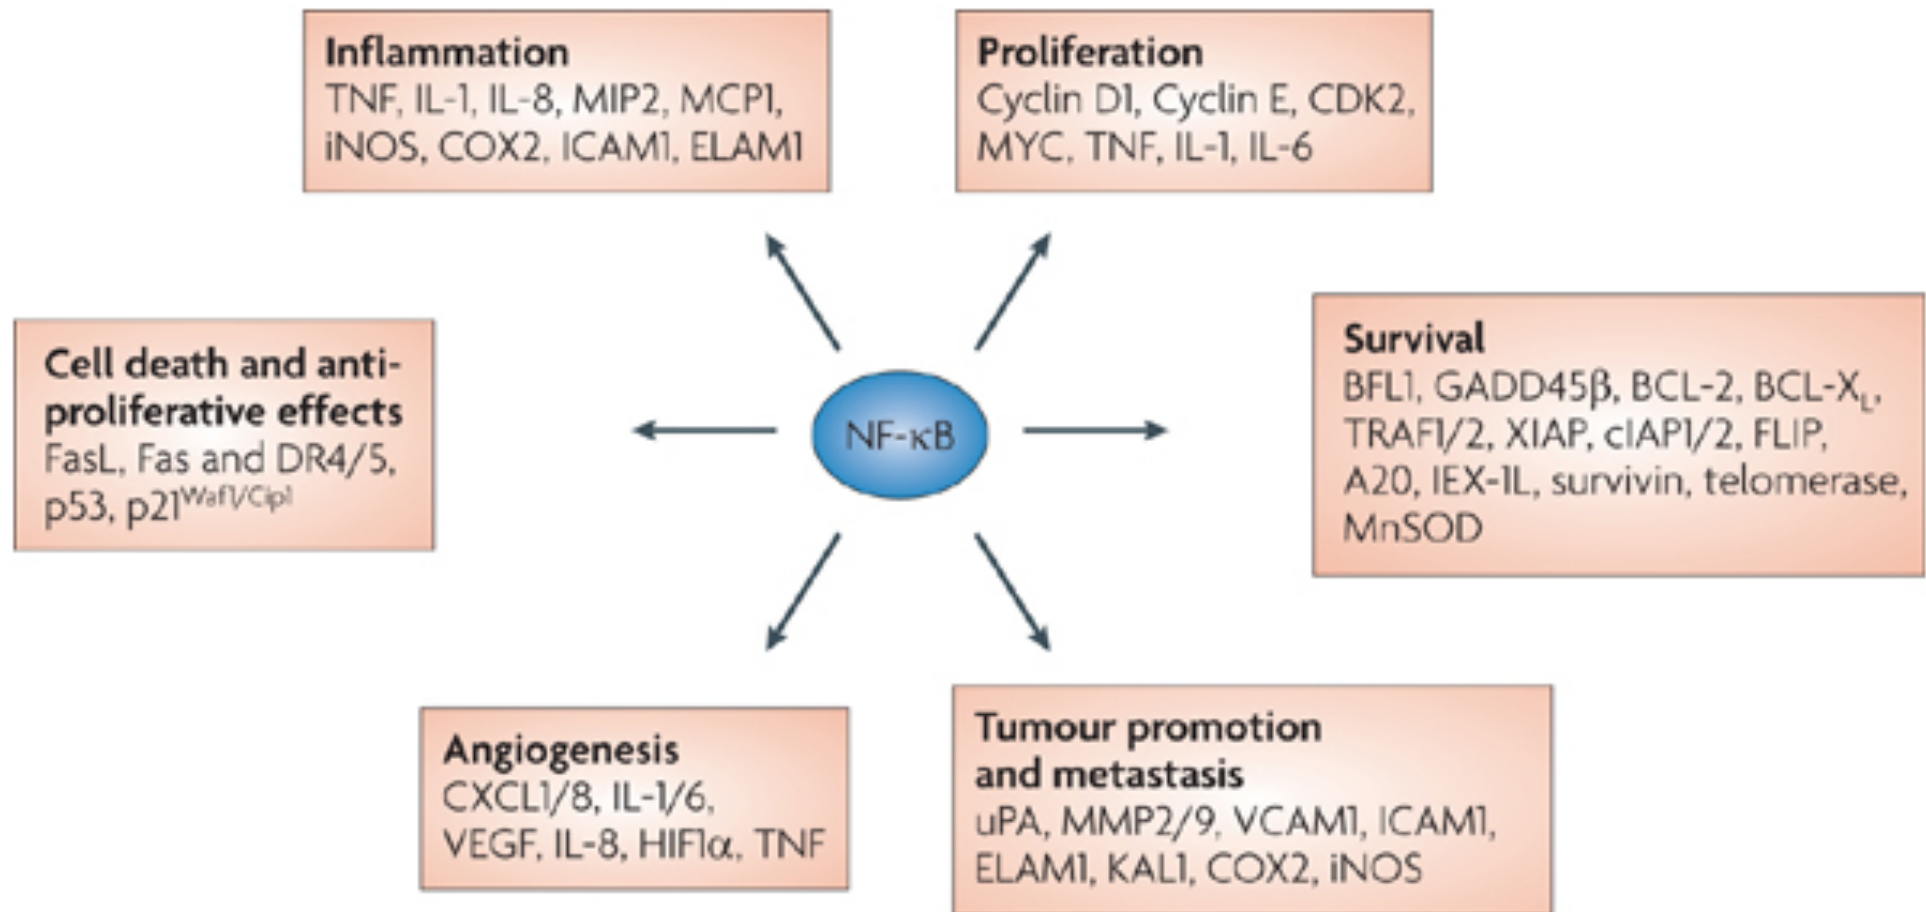 Inflammation
TNF, IL-1, IL-8, MIP2, MCP1,
iNOS, COX2, ICAM1, ELAM1
Proliferation
Cyclin D1, Cyclin E, CDK2,
MYC, TNF, IL-1, IL-6
Cell death and anti-
proliferative effects
FasL, Fas and DR4/5,
p53, p21Waf1/Cip1
NF-κB
Survival
BFL1, GADD45β, BCL-2, BCL-XL,
TRAF1/2, XIAP, cIAP1/2, FLIP,
A20, IEX-1L, survivin, telomerase,
MnSOD
Angiogenesis
CXCL1/8, IL-1/6,
VEGF, IL-8, HIF1α, TNF
Tumour promotion
and metastasis
uPA, MMP2/9, VCAM1, ICAM1,
ELAM1, KAL1, COX2, iNOS